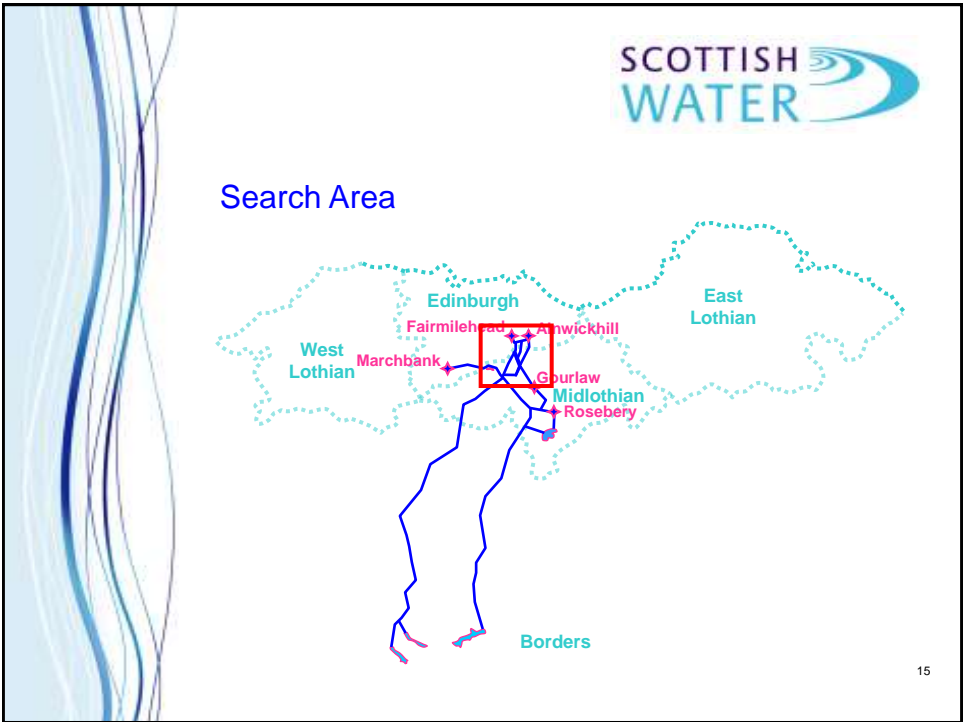 SCOTTISH
WATER
Search Area
Edinburgh
East
Lothian
Fairmilehead
Alnwickhill
West
Lothian
Marchbank
Gourlaw
Midlothian
Rosebery
Borders
15